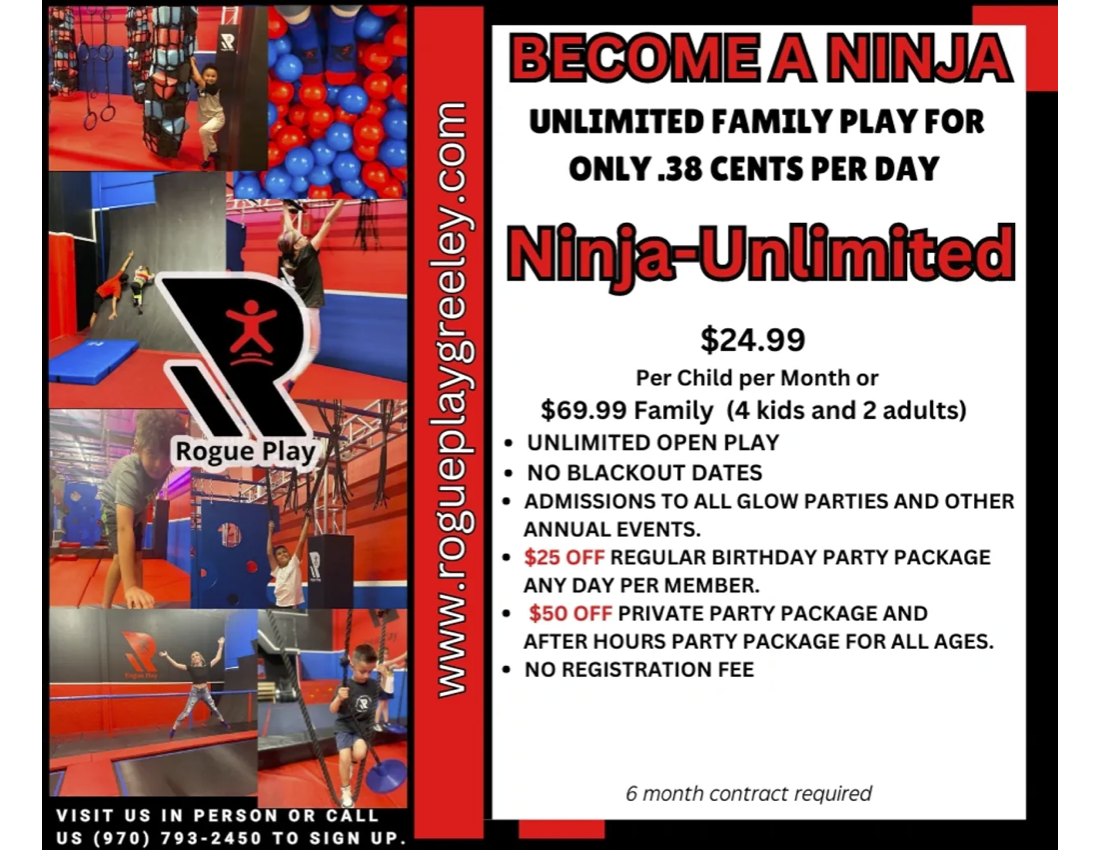 BECOME A NINJA
UNLIMITED FAMILY PLAY FOR
ONLY .38 CENTS PER DAY
Ninja-Unlimited
$24.99
Per Child per Month or
$69.99 Family (4 kids and 2 adults)
• UNLIMITED OPEN PLAY
• NO BLACKOUT DATES
• ADMISSIONS TO ALL GLOW PARTIES AND OTHER
ANNUAL EVENTS.
• $25 OFF REGULAR BIRTHDAY PARTY PACKAGE
ANY DAY PER MEMBER.
• $50 OFF PRIVATE PARTY PACKAGE AND
AFTER HOURS PARTY PACKAGE FOR ALL AGES.
• NO REGISTRATION FEE
6 month contract required
www.rogueplaygreeley.com
Rogue Play
Rogue Play
VISIT US IN PERSON OR CALL
US (970) 793-2450 TO SIGN UP.